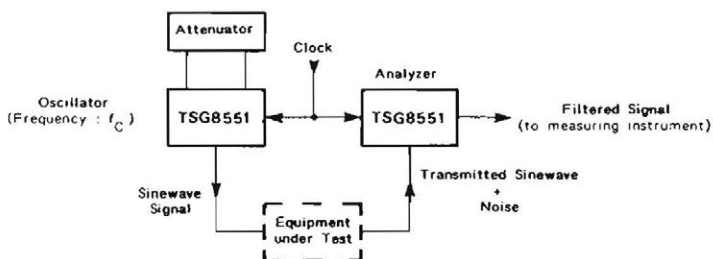 Attenuator
Clock
Analyzer
Oscillator
(Frequency : fC)
TSG8551
TSG8551
Filtered Signal
(to measuring instrument)
Sinewave
Signal
Transmitted Sinewave
+
Noise
Equipment
under Test